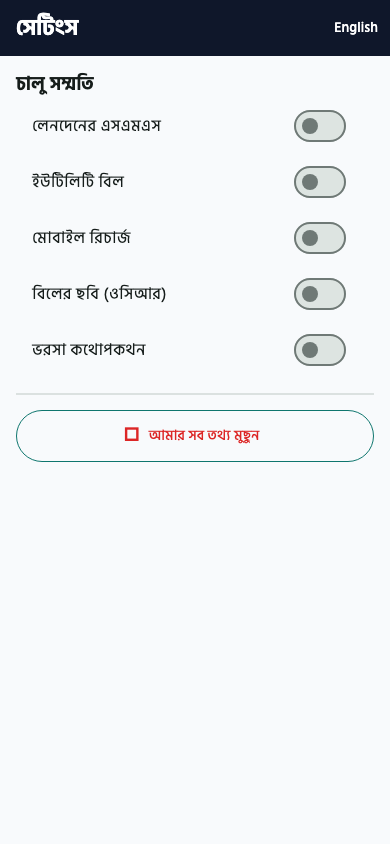 সেটিংস
English
চালু সম্মতি
লেনদেনের এসএমএস
ইউটিলিটি বিল
মোবাইল রিচার্জ
বিলের ছবি (ওসিআর)
ভরসা কথোপকথন
আমার সব তথ্য মুছুন